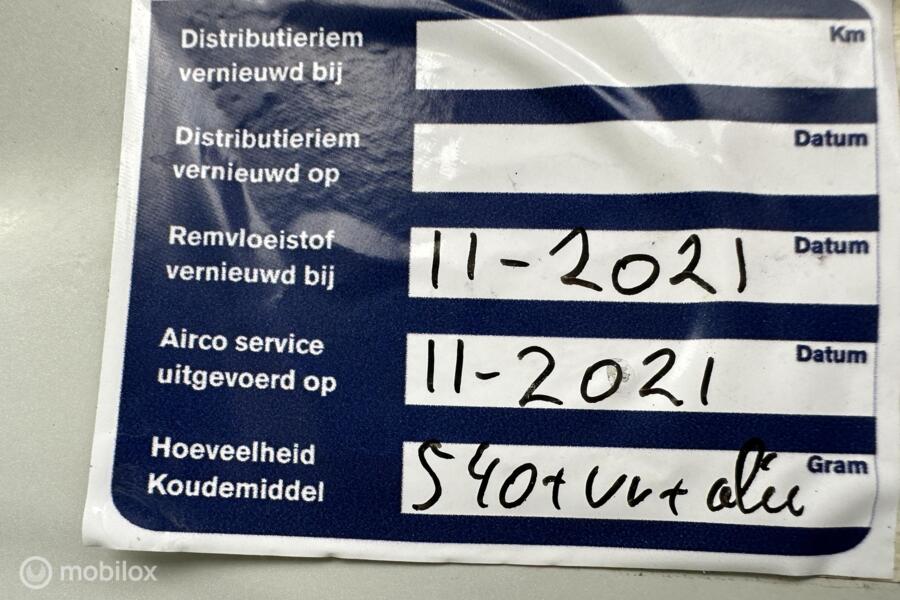 Distributieriem
vernieuwd bij
Km
Distributieriem
vernieuwd op
Datum
Remvloeistof
vernieuwd bij
11-2021
Datum
Airco service
uitgevoerd op
11-2021
Datum
Hoeveelheid
Koudemiddel
540+ vv+ olie
Gram
mobilox